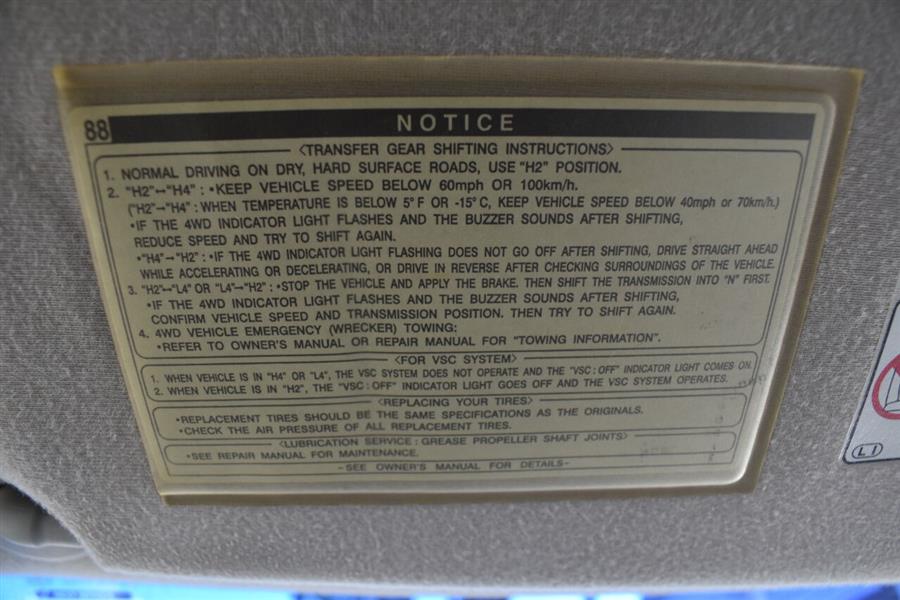 88
NOTICE
<TRANSFER GEAR SHIFTING INSTRUCTIONS>
1. NORMAL DRIVING ON DRY, HARD SURFACE ROADS, USE "H2" POSITION.
2. "H2"↔"H4" : •KEEP VEHICLE SPEED BELOW 60mph OR 100km/h.
("H2"→"H4" : WHEN TEMPERATURE IS BELOW 5°F OR -15°C, KEEP VEHICLE SPEED BELOW 40mph or 70km/h.)
•IF THE 4WD INDICATOR LIGHT FLASHES AND THE BUZZER SOUNDS AFTER SHIFTING,
REDUCE SPEED AND TRY TO SHIFT AGAIN.
•"H4"→"H2" : •IF THE 4WD INDICATOR LIGHT FLASHING DOES NOT GO OFF AFTER SHIFTING, DRIVE STRAIGHT AHEAD
WHILE ACCELERATING OR DECELERATING, OR DRIVE IN REVERSE AFTER CHECKING SURROUNDINGS OF THE VEHICLE.
3. "H2"↔"L4" OR "L4"→"H2" : •STOP THE VEHICLE AND APPLY THE BRAKE. THEN SHIFT THE TRANSMISSION INTO "N" FIRST.
•IF THE 4WD INDICATOR LIGHT FLASHES AND THE BUZZER SOUNDS AFTER SHIFTING,
CONFIRM VEHICLE SPEED AND TRANSMISSION POSITION. THEN TRY TO SHIFT AGAIN.
4. 4WD VEHICLE EMERGENCY (WRECKER) TOWING:
•REFER TO OWNER'S MANUAL OR REPAIR MANUAL FOR "TOWING INFORMATION".
<FOR VSC SYSTEM>
1. WHEN VEHICLE IS IN "H4" OR "L4", THE VSC SYSTEM DOES NOT OPERATE AND THE "VSC : OFF" INDICATOR LIGHT COMES ON.
2. WHEN VEHICLE IS IN "H2", THE "VSC : OFF" INDICATOR LIGHT GOES OFF AND THE VSC SYSTEM OPERATES.
<REPLACING YOUR TIRES>
•REPLACEMENT TIRES SHOULD BE THE SAME SPECIFICATIONS AS THE ORIGINALS.
•CHECK THE AIR PRESSURE OF ALL REPLACEMENT TIRES.
<LUBRICATION SERVICE : GREASE PROPELLER SHAFT JOINTS>
•SEE REPAIR MANUAL FOR MAINTENANCE.
–SEE OWNER'S MANUAL FOR DETAILS–
LI